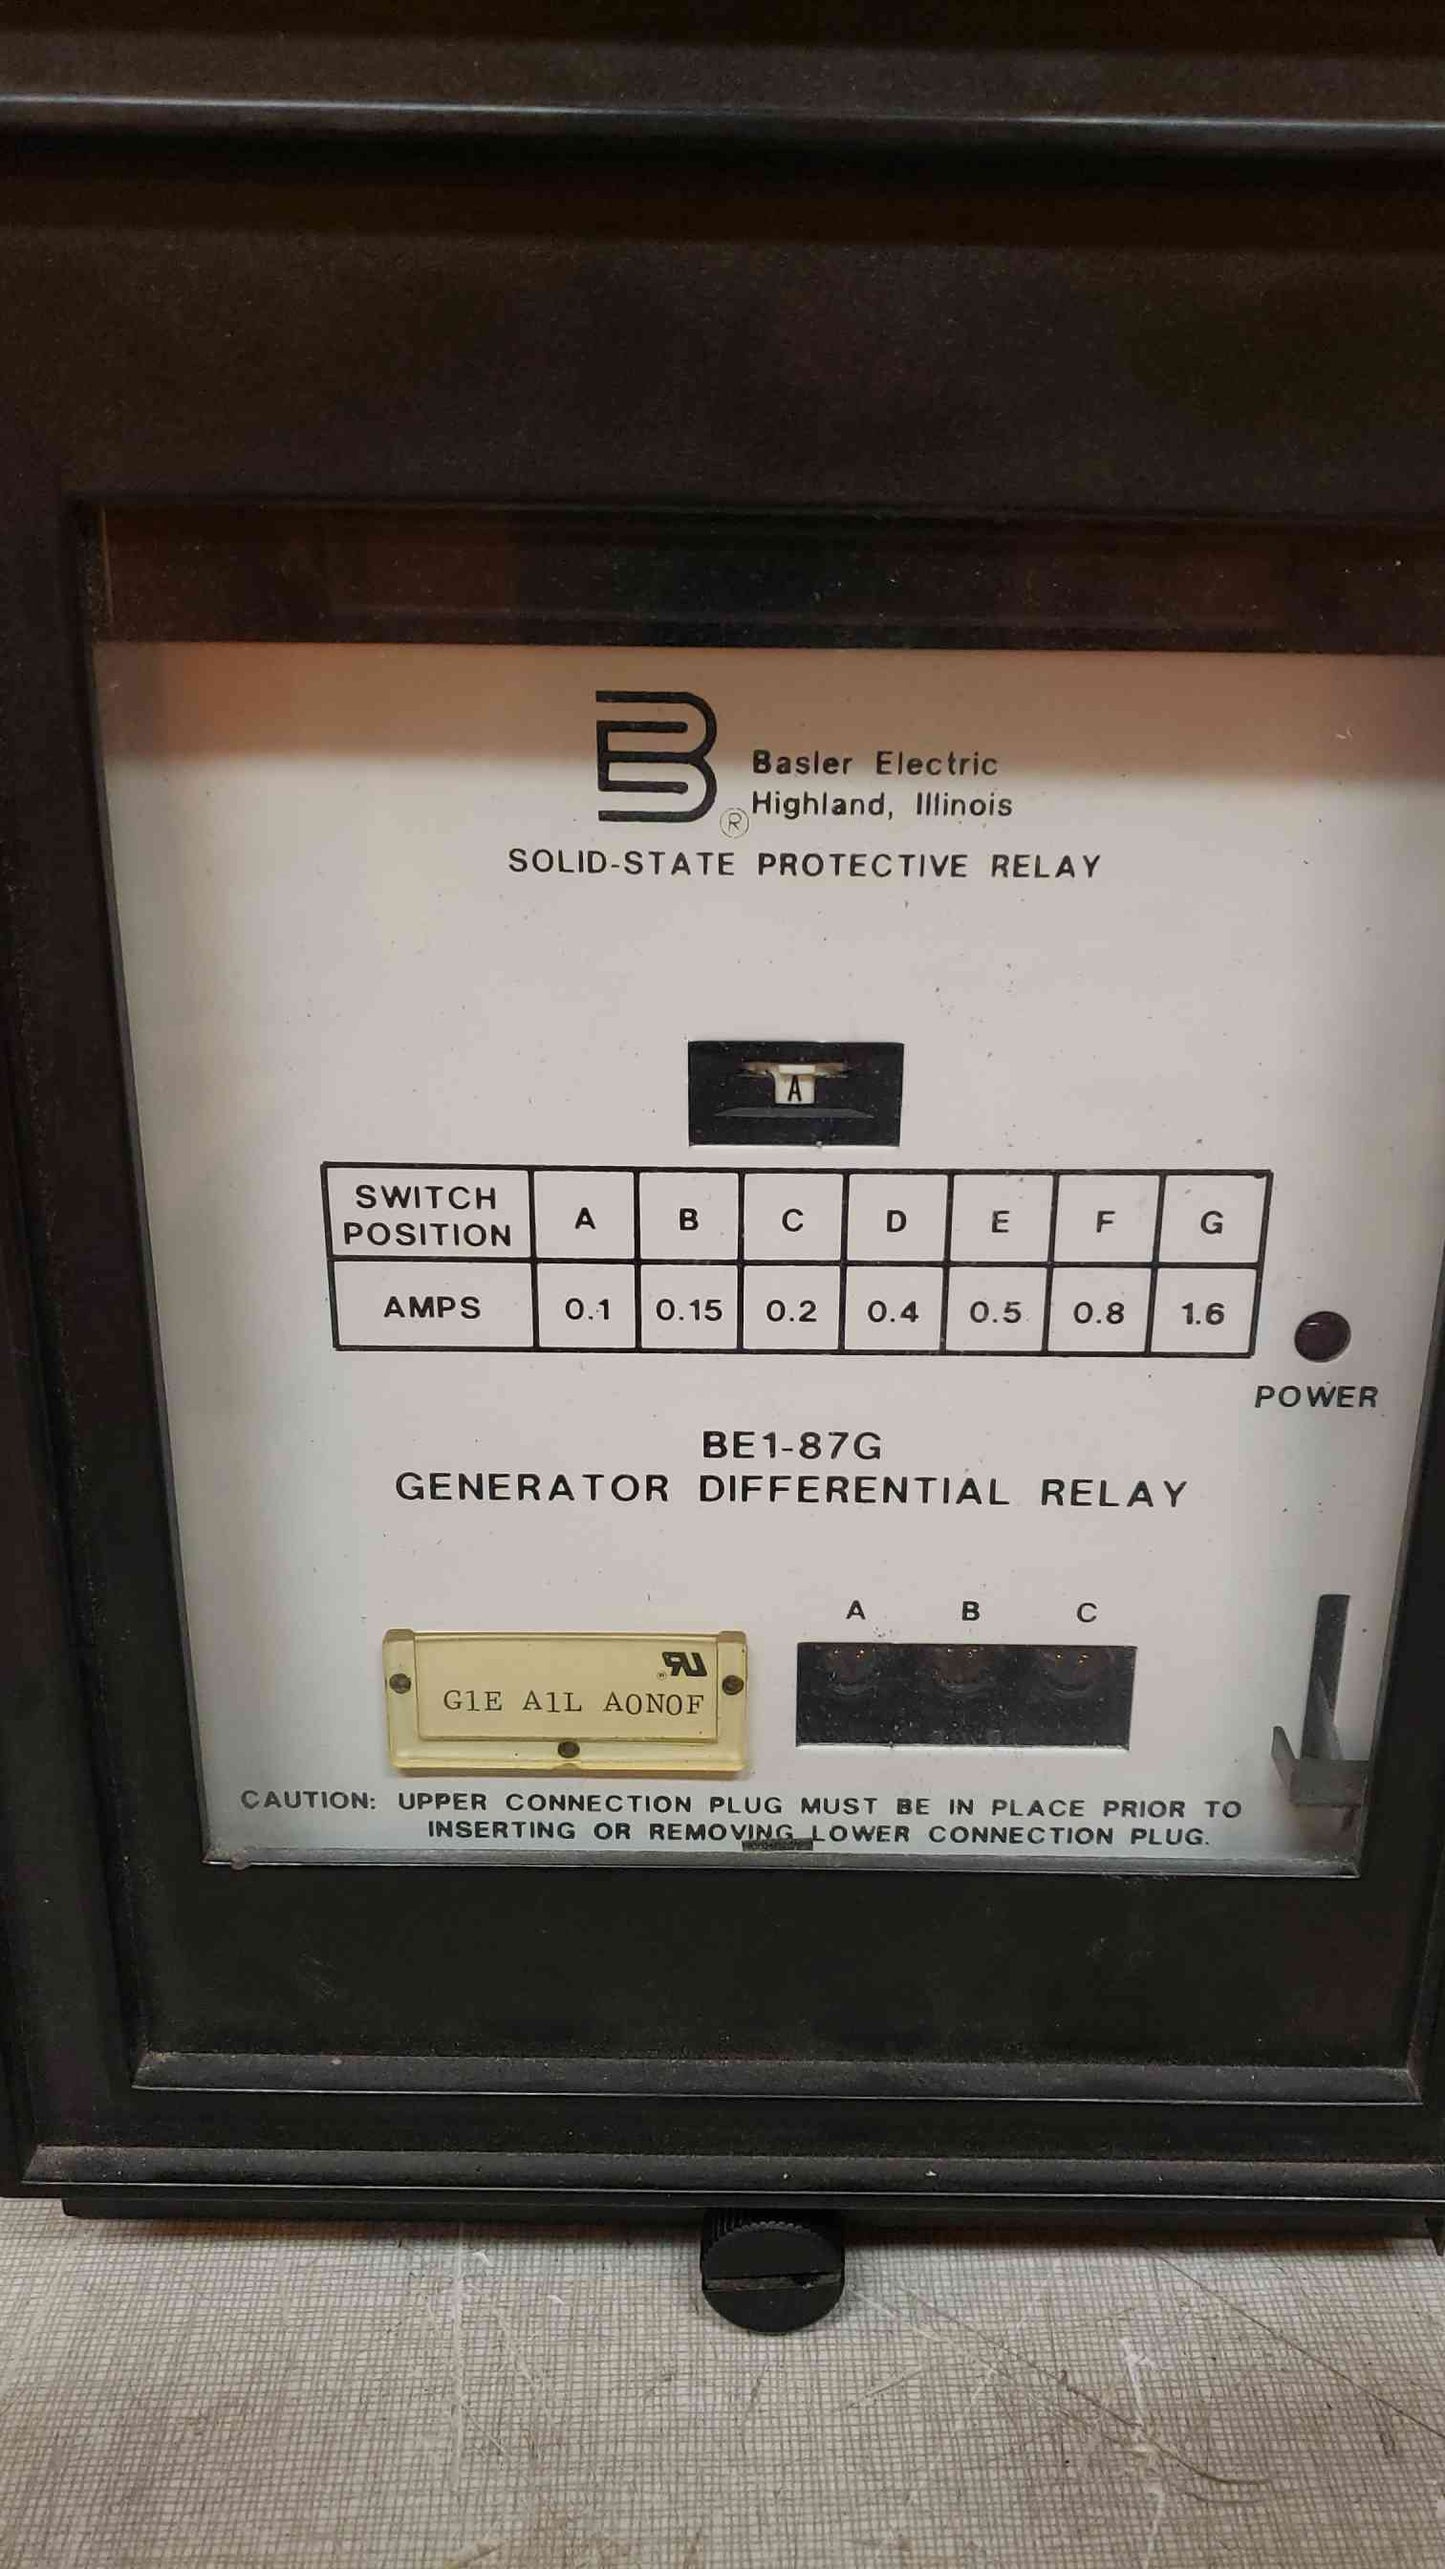 B
Basler Electric
Highland, Illinois
®
SOLID-STATE PROTECTIVE RELAY
A
SWITCH POSITION A B C D E F G
AMPS 0.1 0.15 0.2 0.4 0.5 0.8 1.6
POWER
BE1-87G
GENERATOR DIFFERENTIAL RELAY
A B C
UR®
G1E A1L A0N0F
CAUTION: UPPER CONNECTION PLUG MUST BE IN PLACE PRIOR TO
INSERTING OR REMOVING LOWER CONNECTION PLUG.